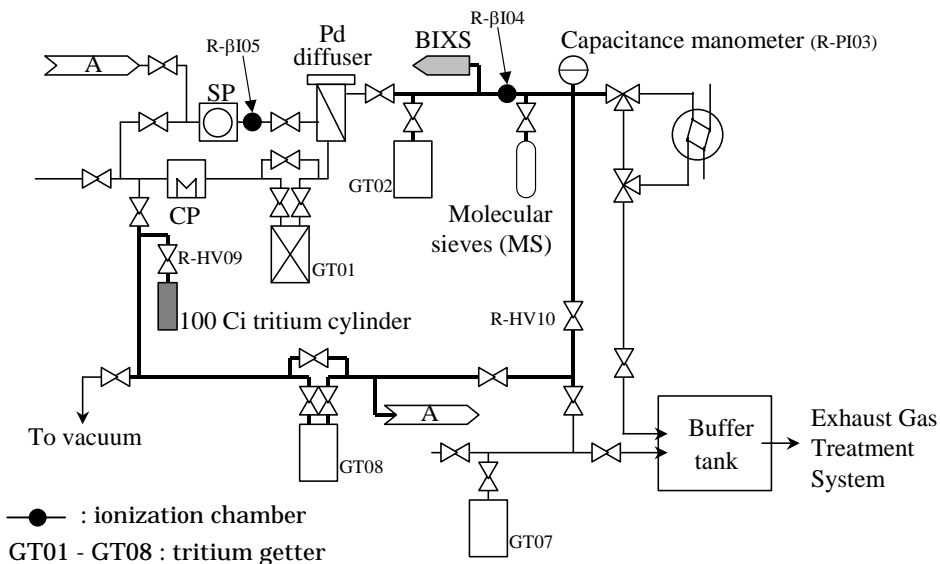 R-βI04
R-βI05
Pd
diffuser
BIXS
Capacitance manometer (R-PI03)
A
SP
GT02
CP
Molecular
sieves (MS)
R-HV09
GT01
100 Ci tritium cylinder
R-HV10
A
To vacuum
Buffer
tank
Exhaust Gas
Treatment
System
GT08
GT07
: ionization chamber
GT01 - GT08 : tritium getter